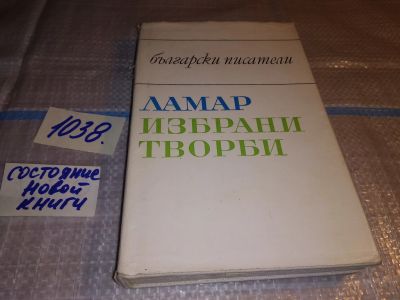 български писатели
ЛАМАР
ИЗБРАНИ
ТВОРБИ
1038.
состояние
новой
книги